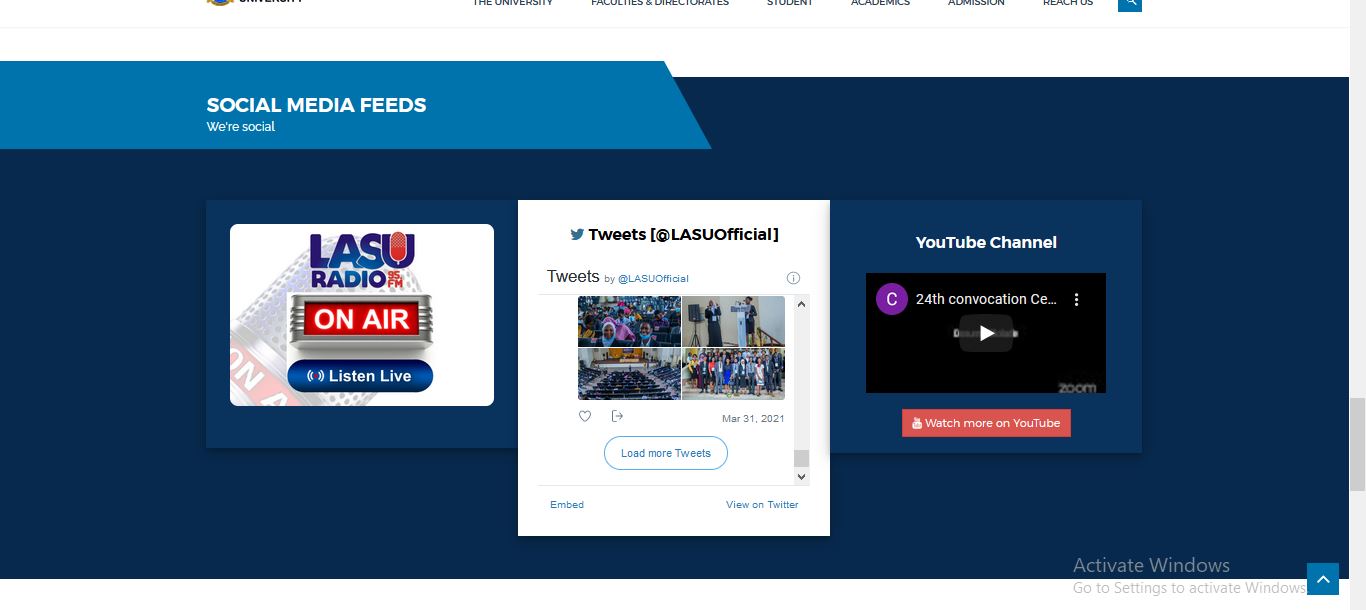 UNIVERSITY
THE UNIVERSITY
FACULTIES & DIRECTORATES
STUDENT
ACADEMICS
ADMISSION
REACH US
SOCIAL MEDIA FEEDS
We're social
LASU
RADIO 95.7 FM
ON AIR
Listen Live
Tweets [@LASUOfficial]
Tweets by @LASUOfficial
Mar 31, 2021
Load more Tweets
Embed
View on Twitter
YouTube Channel
C
24th convocation Ce...
zoom
Watch more on YouTube
Activate Windows
Go to Settings to activate Windows.